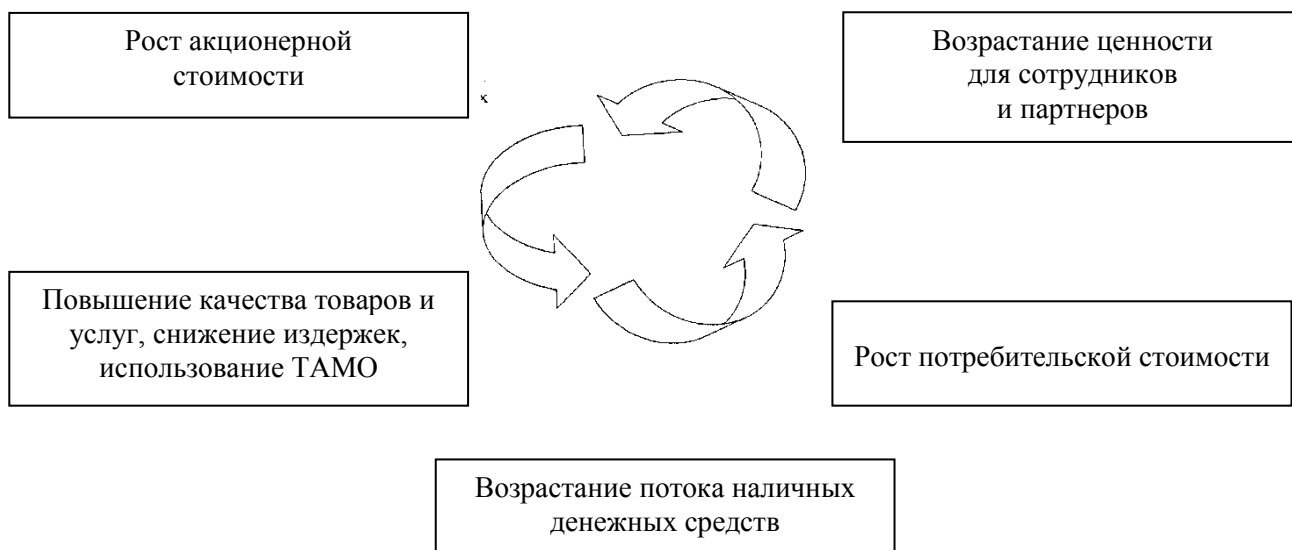 Рост акционерной
стоимости
Возрастание ценности
для сотрудников
и партнеров
х
Повышение качества товаров и
услуг, снижение издержек,
использование ТАМО
Рост потребительской стоимости
Возрастание потока наличных
денежных средств